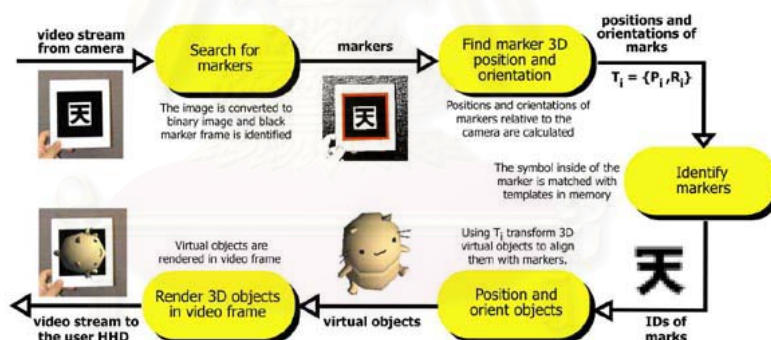 video stream
from camera
Search for
markers
The image is converted to
binary image and black
marker frame is identified
markers
Find marker 3D
position and
orientation
Positions and orientations of
markers relative to the
camera are calculated
positions and
orientations of
marks
Ti = {Pi ,Ri}
Identify
markers
The symbol inside of the
marker is matched with
templates in memory
天
天
天
IDs of
marks
Using Ti transform 3D
virtual objects to align
them with markers.
Position and
orient objects
virtual objects
Virtual objects are
rendered in video frame
Render 3D objects
in video frame
video stream to
the user HHD